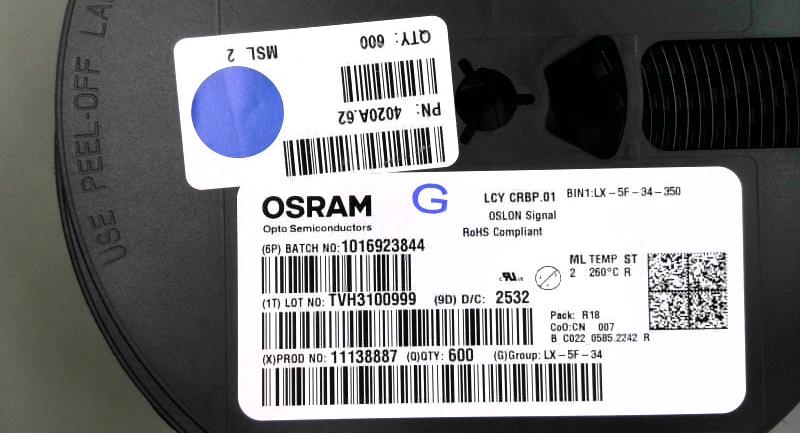 USE PEEL-OFF LA
QTY: 600
MSL 2
PN: 4020A.62
OSRAM
Opto Semiconductors
G
LCY CRBP.01
BIN1:LX-5F-34-350
OSLON Signal
RoHS Compliant
(6P) BATCH NO:1016923844
ML TEMP ST
2 260°C R
(1T) LOT NO: TVH3100999 (9D) D/C: 2532
Pack: R18
CoO:CN 007
B C022 0585.2242 R
(X)PROD NO: 11138887 (Q)QTY: 600 (G)Group: LX-5F-34